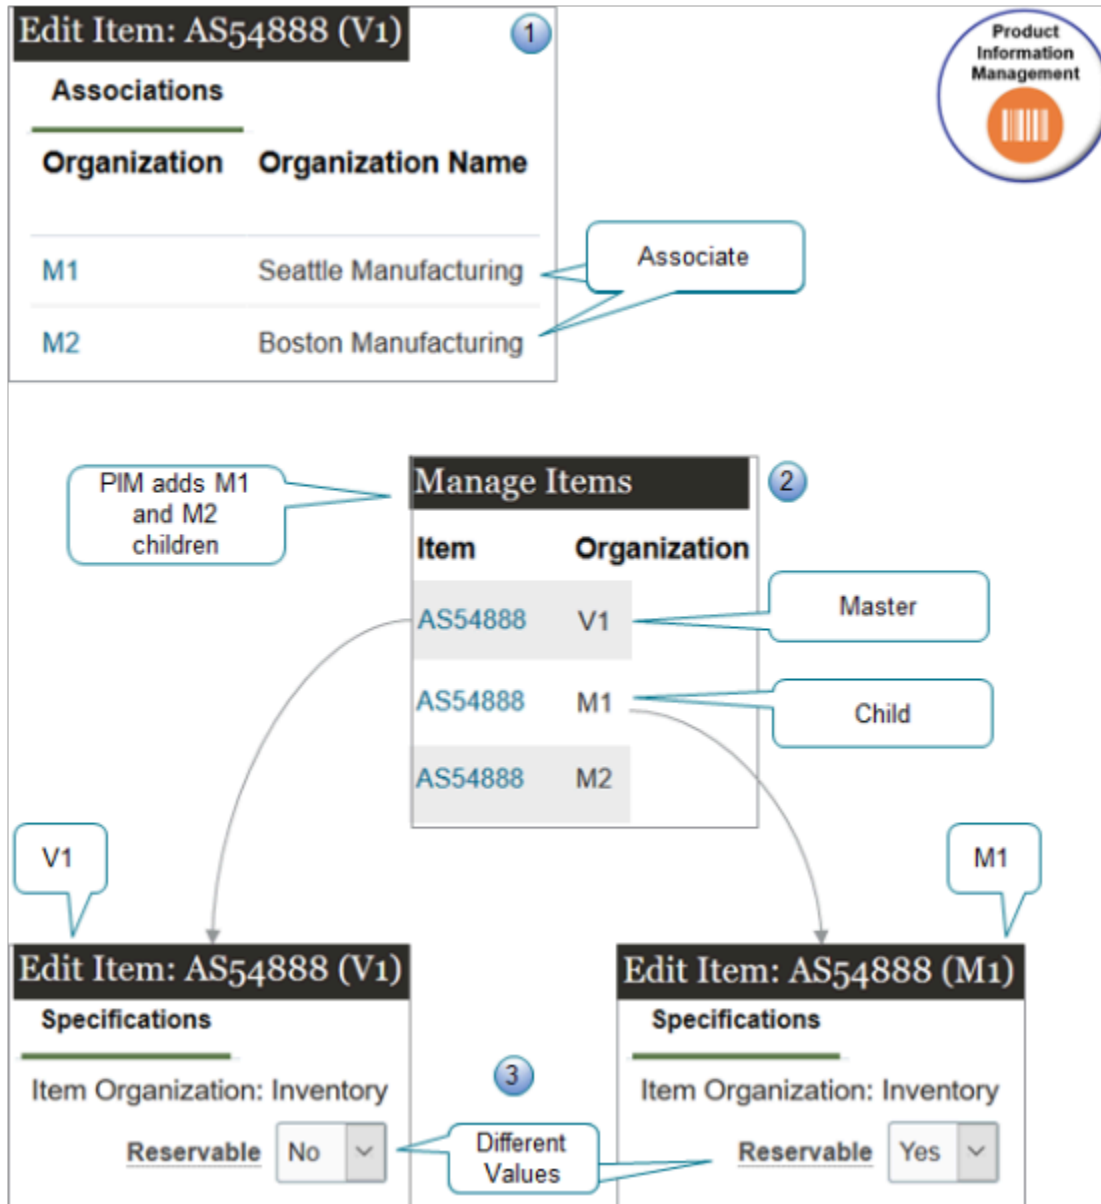 Edit Item: AS54888 (V1)
1
Product
Information
Management
Associations
Organization Organization Name
M1 Seattle Manufacturing
Associate
M2 Boston Manufacturing
PIM adds M1
and M2
children
Manage Items
2
Item Organization
AS54888 V1
Master
AS54888 M1
Child
AS54888 M2
V1
M1
Edit Item: AS54888 (V1)
Specifications
Item Organization: Inventory
Reservable No
3
Different
Values
Edit Item: AS54888 (M1)
Specifications
Item Organization: Inventory
Reservable Yes